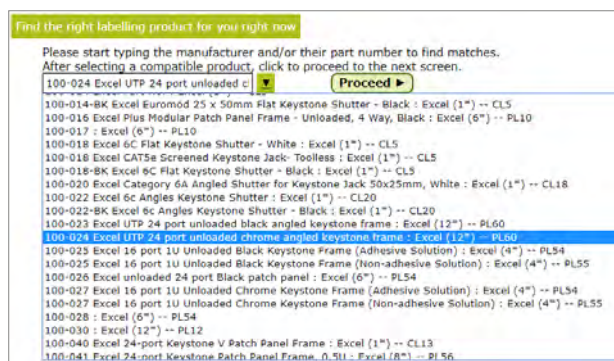 Find the right labelling product for you right now
Please start typing the manufacturer and/or their part number to find matches.
After selecting a compatible product, click to proceed to the next screen.
100-024 Excel UTP 24 port unloaded c
Proceed ►
100-014-BK Excel Euromod 25 x 50mm Flat Keystone Shutter - Black : Excel (1") -- CL5
100-016 Excel Plus Modular Patch Panel Frame - Unloaded, 4 Way, Black : Excel (6") -- PL10
100-017 : Excel (6") -- PL10
100-018 Excel 6C Flat Keystone Shutter - White : Excel (1") -- CL5
100-018 Excel CAT5e Screened Keystone Jack- Toolless : Excel (1") -- CL5
100-018-BK Excel 6C Flat Keystone Shutter - Black : Excel (1") -- CL5
100-020 Excel Category 6A Angled Shutter for Keystone Jack 50x25mm, White : Excel (1") -- CL18
100-022 Excel 6c Angles Keystone Shutter : Excel (1") -- CL20
100-022-BK Excel 6c Angles Keystone Shutter - Black : Excel (1") -- CL20
100-023 Excel UTP 24 port unloaded black angled keystone frame : Excel (12") -- PL60
100-024 Excel UTP 24 port unloaded chrome angled keystone frame : Excel (12") -- PL60
100-025 Excel 16 port 1U Unloaded Black Keystone Frame (Adhesive Solution) : Excel (4") -- PL54
100-025 Excel 16 port 1U Unloaded Black Keystone Frame (Non-adhesive Solution) : Excel (4") -- PL55
100-026 Excel unloaded 24 port Black patch panel : Excel (6") -- PL54
100-027 Excel 16 port 1U Unloaded Chrome Keystone Frame (Adhesive Solution) : Excel (4") -- PL54
100-027 Excel 16 port 1U Unloaded Chrome Keystone Frame (Non-adhesive Solution) : Excel (4") -- PL55
100-028 : Excel (6") -- PL54
100-030 : Excel (12") -- PL12
100-040 Excel 24-port Keystone V Patch Panel Frame : Excel (1") -- CL13
100-041 Excel 24-port Keystone Patch Panel Frame, 0.5U : Excel (8") -- PL56